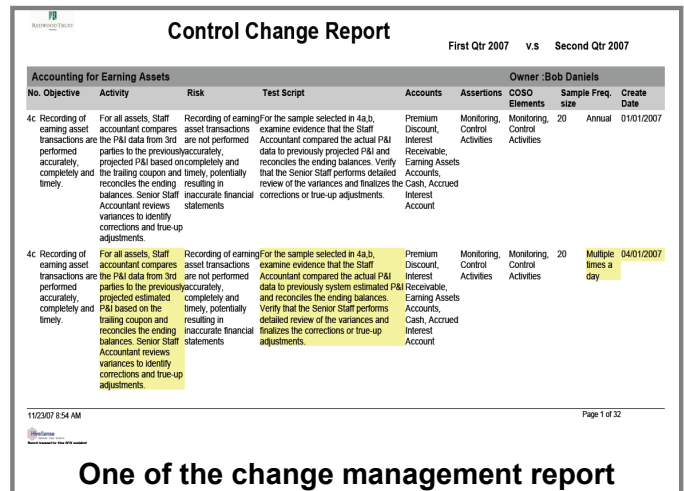 REDWOOD TRUST
Control Change Report
First Qtr 2007 v.s Second Qtr 2007
Accounting for Earning Assets Owner :Bob Daniels
No. Objective Activity Risk Test Script Accounts Assertions COSO Elements Sample size Freq. Create Date
4c Recording of earning asset transactions are performed accurately, completely and timely.
For all assets, Staff accountant compares the P&I data from 3rd parties to the previously projected P&I based on the trailing coupon and reconciles the ending balances. Senior Staff Accountant reviews variances to identify corrections and true-up adjustments.
Recording of earning asset transactions are not performed accurately, completely and timely, potentially resulting in inaccurate financial statements
For the sample selected in 4a,b, examine evidence that the Staff Accountant compared the actual P&I data to previously projected P&I and reconciles the ending balances. Verify that the Senior Staff performs detailed review of the variances and finalizes the corrections or true-up adjustments.
Premium Discount, Interest Receivable, Earning Assets Accounts, Cash, Accrued Interest Account
Monitoring, Control Activities
Monitoring, Control Activities
20
Annual
01/01/2007
4c Recording of earning asset transactions are performed accurately, completely and timely.
For all assets, Staff accountant compares the P&I data from 3rd parties to the previously projected estimated P&I based on the trailing coupon and reconciles the ending balances. Senior Staff Accountant reviews variances to identify corrections and true-up adjustments.
Recording of earning asset transactions are not performed accurately, completely and timely, potentially resulting in inaccurate financial statements
For the sample selected in 4a,b, examine evidence that the Staff Accountant compared the actual P&I data to previously system estimated P&I and reconciles the ending balances. Verify that the Senior Staff performs detailed review of the variances and finalizes the corrections or true-up adjustments.
Premium Discount, Interest Receivable, Earning Assets Accounts, Cash, Accrued Interest Account
Monitoring, Control Activities
Monitoring, Control Activities
20
Multiple times a day
04/01/2007
11/23/07 8:54 AM Page 1 of 32
One of the change management report